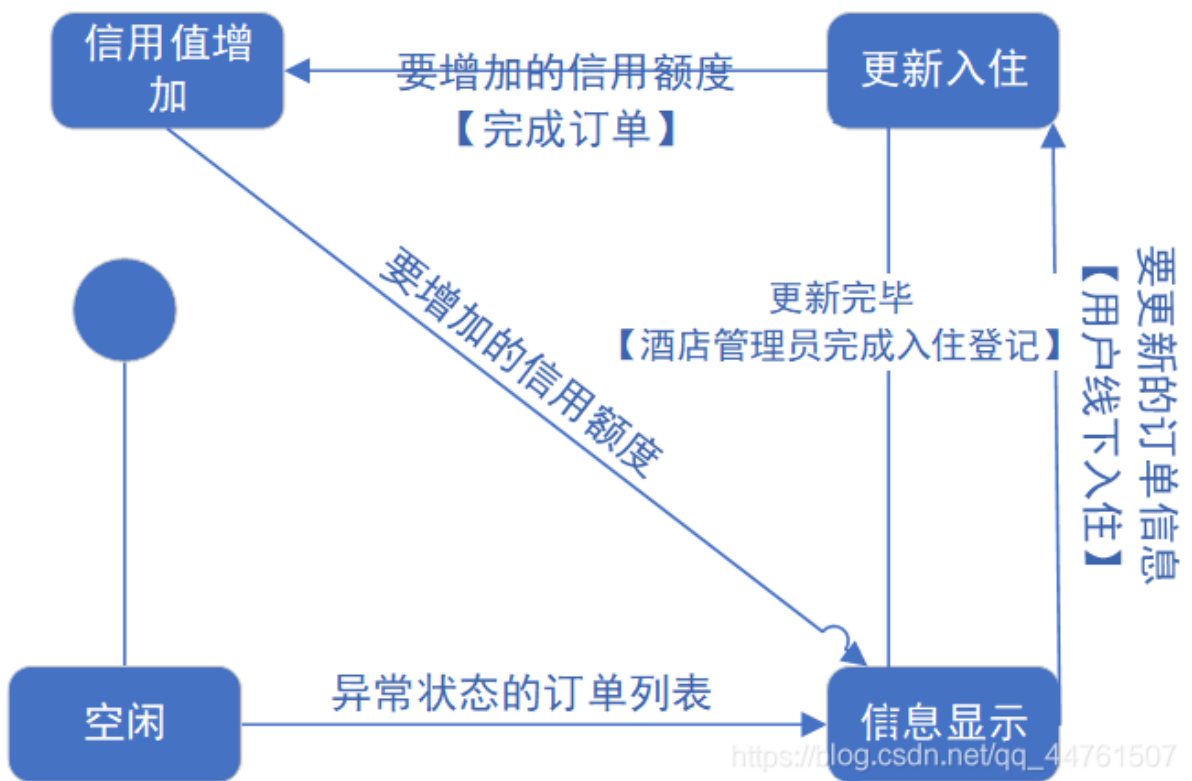 信用值增
加
要增加的信用额度
【完成订单】
更新入住
要增加的信用额度
更新完毕
【酒店管理员完成入住登记】
要更新的订单信息
【用户线下入住】
空闲
异常状态的订单列表
信息显示
https://blog.csdn.net/qq_44761507